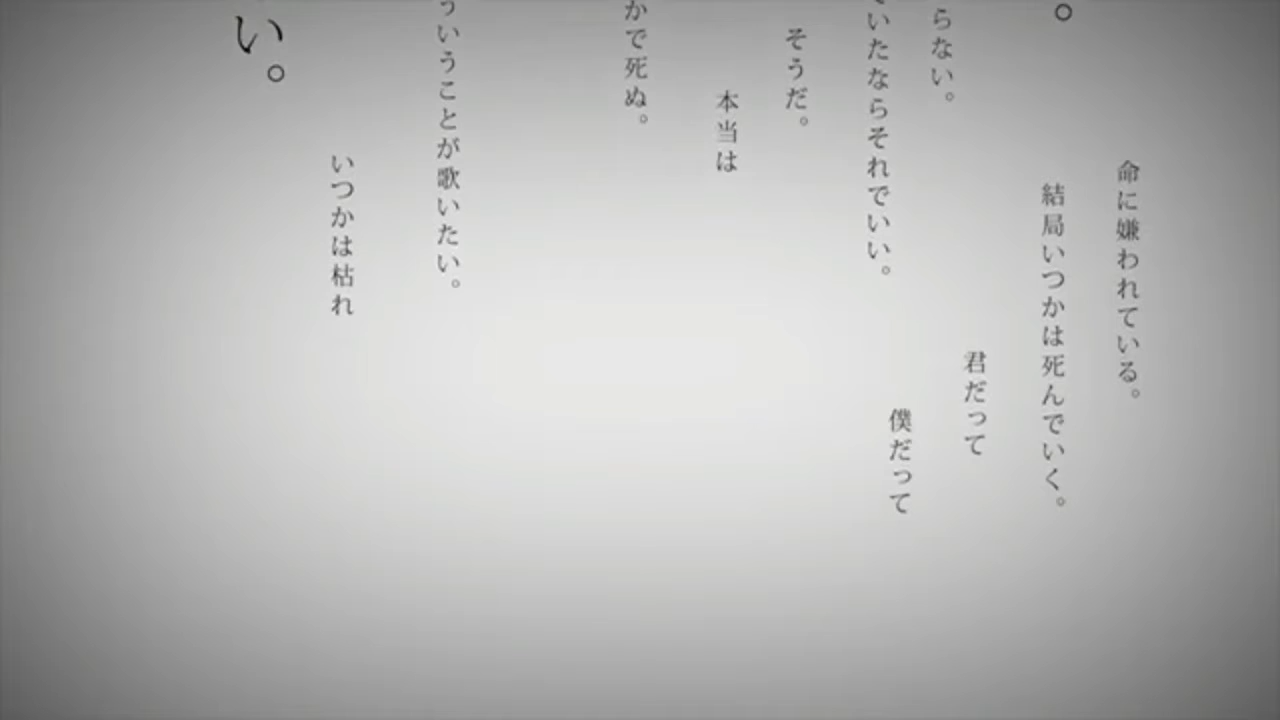 命に嫌われている。
結局いつかは死んでいく。
君だって
僕だって
らない。
いたならそれでいい。
そうだ。
本当は
かで死ぬ。
ういうことが歌いたい。
いつかは枯れ
い。